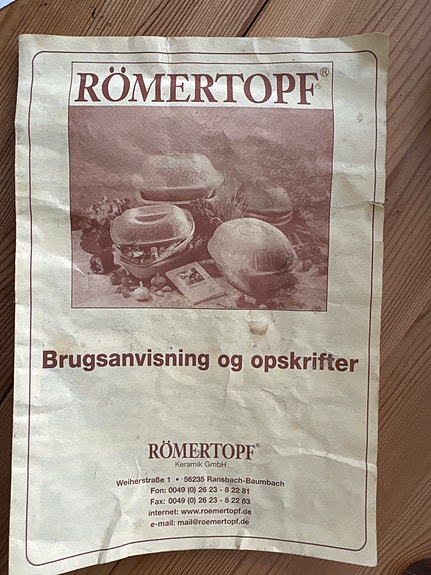 RÖMERTOPF®
Brugsanvisning og opskrifter
RÖMERTOPF®
Keramik GmbH
Weiherstraße 1 • 56235 Ransbach-Baumbach
Fon: 0049 (0) 26 23 - 8 22 81
Fax: 0049 (0) 26 23 - 8 22 83
internet: www.roemertopf.de
e-mail: mail@roemertopf.de